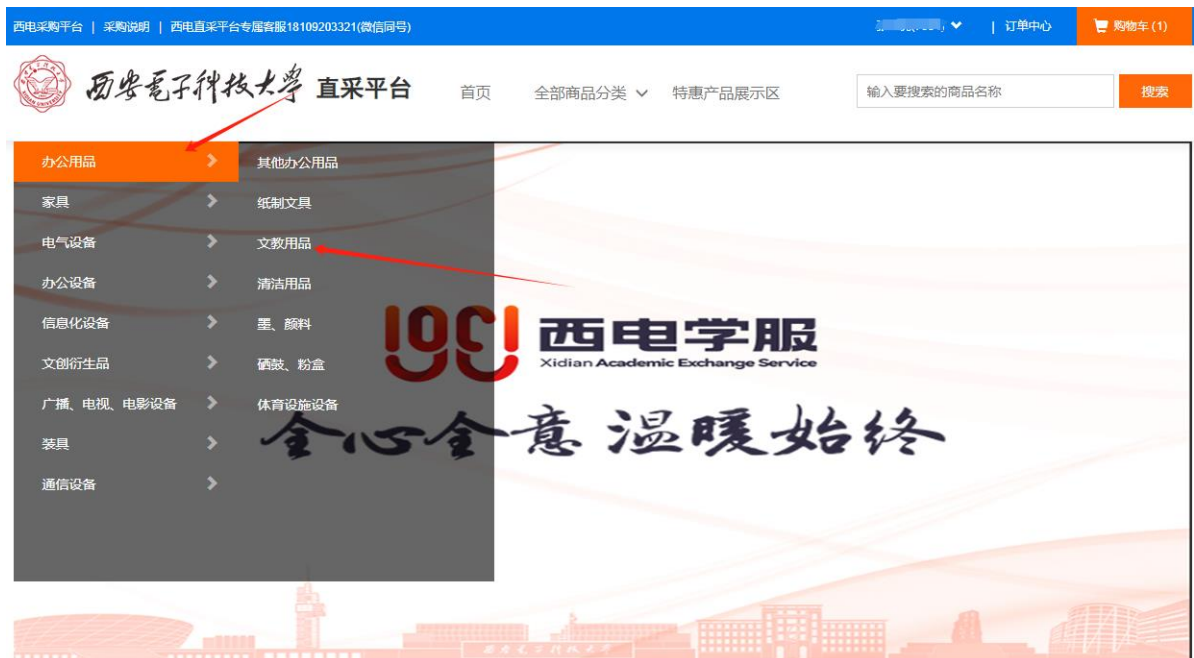 西电采购平台 | 采购说明 | 西电直采平台专属客服18109203321(微信同号)
| 订单中心
购物车 (1)
西安电子科技大学 直采平台
首页
全部商品分类
特惠产品展示区
输入要搜索的商品名称
搜索
办公用品
家具
电气设备
办公设备
信息化设备
文创衍生品
广播、电视、电影设备
装具
通信设备
其他办公用品
纸制文具
文教用品
清洁用品
墨、颜料
硒鼓、粉盒
体育设施设备
西电学服
Xidian Academic Exchange Service
全心全意 温暖始终
西安电子科技大学